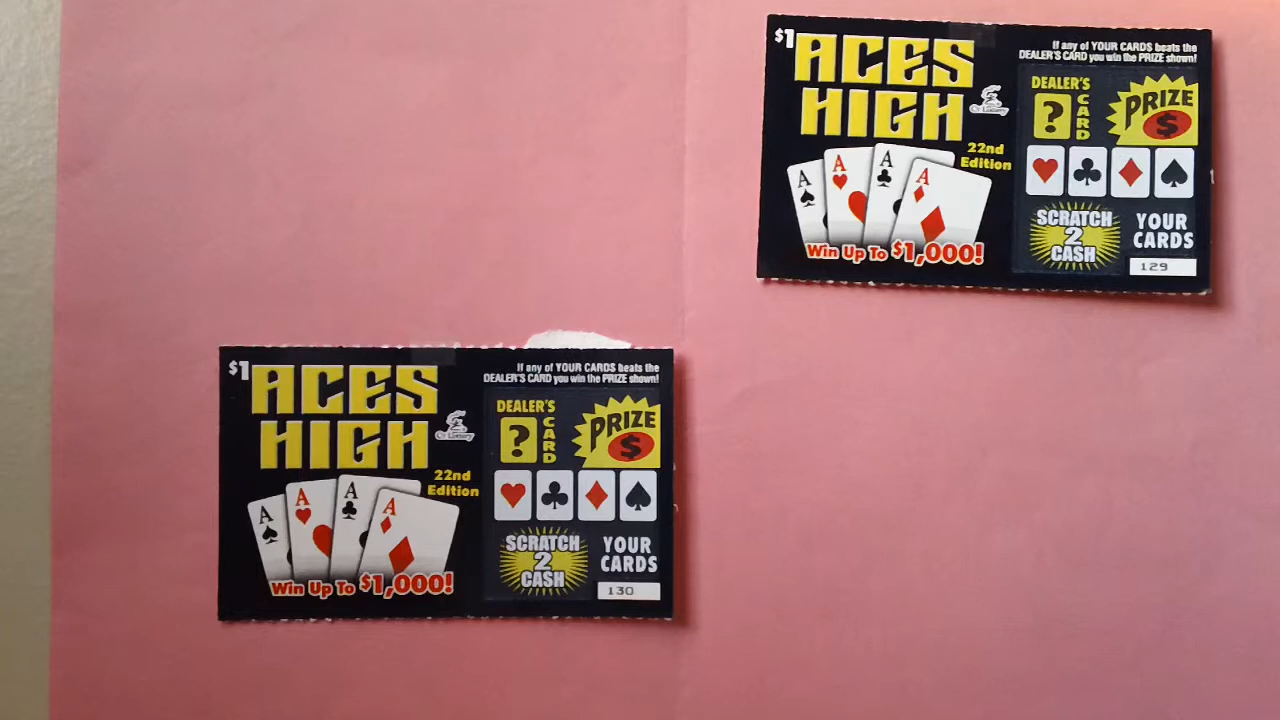 $1 ACES
HIGH
22nd
Edition
A A A A
Win Up To $1,000!
If any of YOUR CARDS beats the
DEALER'S CARD you win the PRIZE shown!
DEALER'S
CARD
?
PRIZE
$
SCRATCH
2
CASH
YOUR
CARDS
129
$1 ACES
HIGH
CT Lottery
22nd
Edition
A A A A
Win Up To $1,000!
If any of YOUR CARDS beats the
DEALER'S CARD you win the PRIZE shown!
DEALER'S
CARD
?
PRIZE
$
SCRATCH
2
CASH
YOUR
CARDS
130